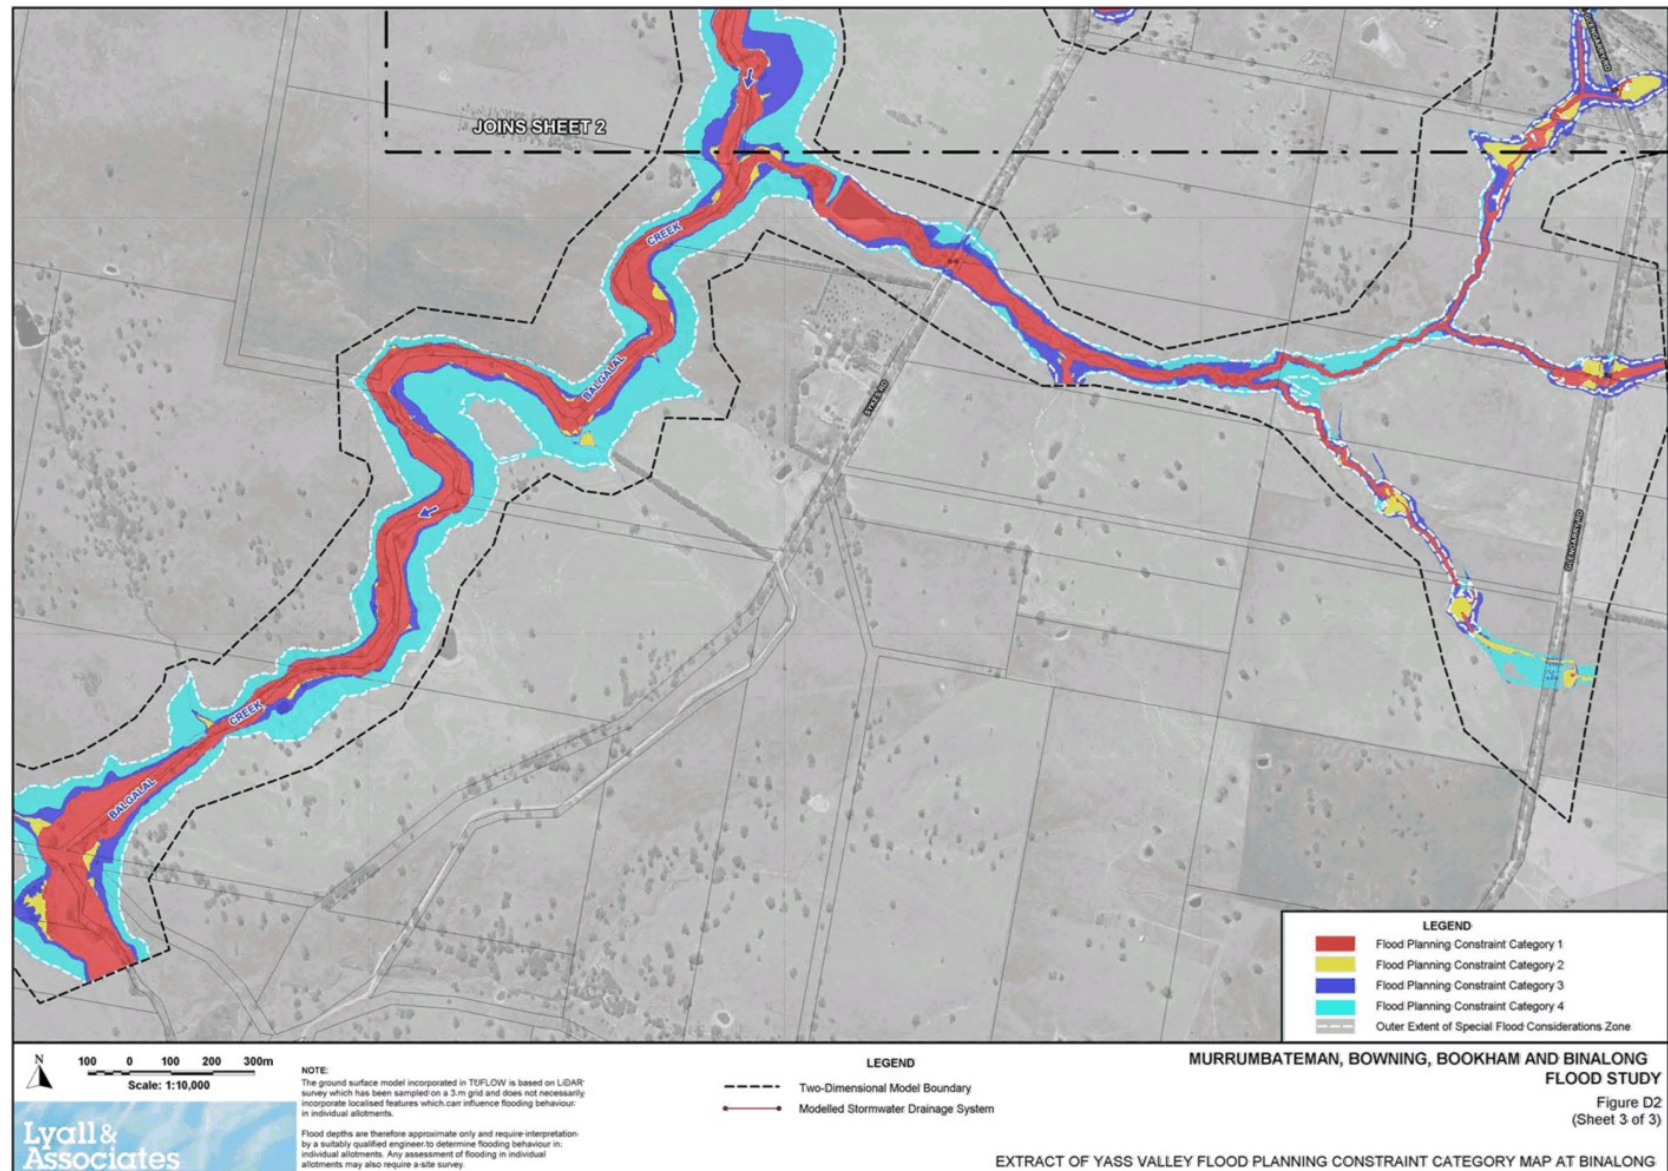 GLENGARRY RD
JOINS SHEET 2
CREEK
BALGALAL
SYKES RD
GLENGARRY RD
CREEK
BALGALAL
LEGEND
Flood Planning Constraint Category 1
Flood Planning Constraint Category 2
Flood Planning Constraint Category 3
Flood Planning Constraint Category 4
Outer Extent of Special Flood Considerations Zone
N
100 0 100 200 300m
Scale: 1:10,000
Lyall &
Associates
NOTE:
The ground surface model incorporated in TUFLOW is based on LiDAR
survey which has been sampled on a 3 m grid and does not necessarily
incorporate localised features which can influence flooding behaviour
in individual allotments.
Flood depths are therefore approximate only and require interpretation
by a suitably qualified engineer to determine flooding behaviour in
individual allotments. Any assessment of flooding in individual
allotments may also require a site survey.
LEGEND
Two-Dimensional Model Boundary
Modelled Stormwater Drainage System
MURRUMBATEMAN, BOWNING, BOOKHAM AND BINALONG
FLOOD STUDY
Figure D2
(Sheet 3 of 3)
EXTRACT OF YASS VALLEY FLOOD PLANNING CONSTRAINT CATEGORY MAP AT BINALONG